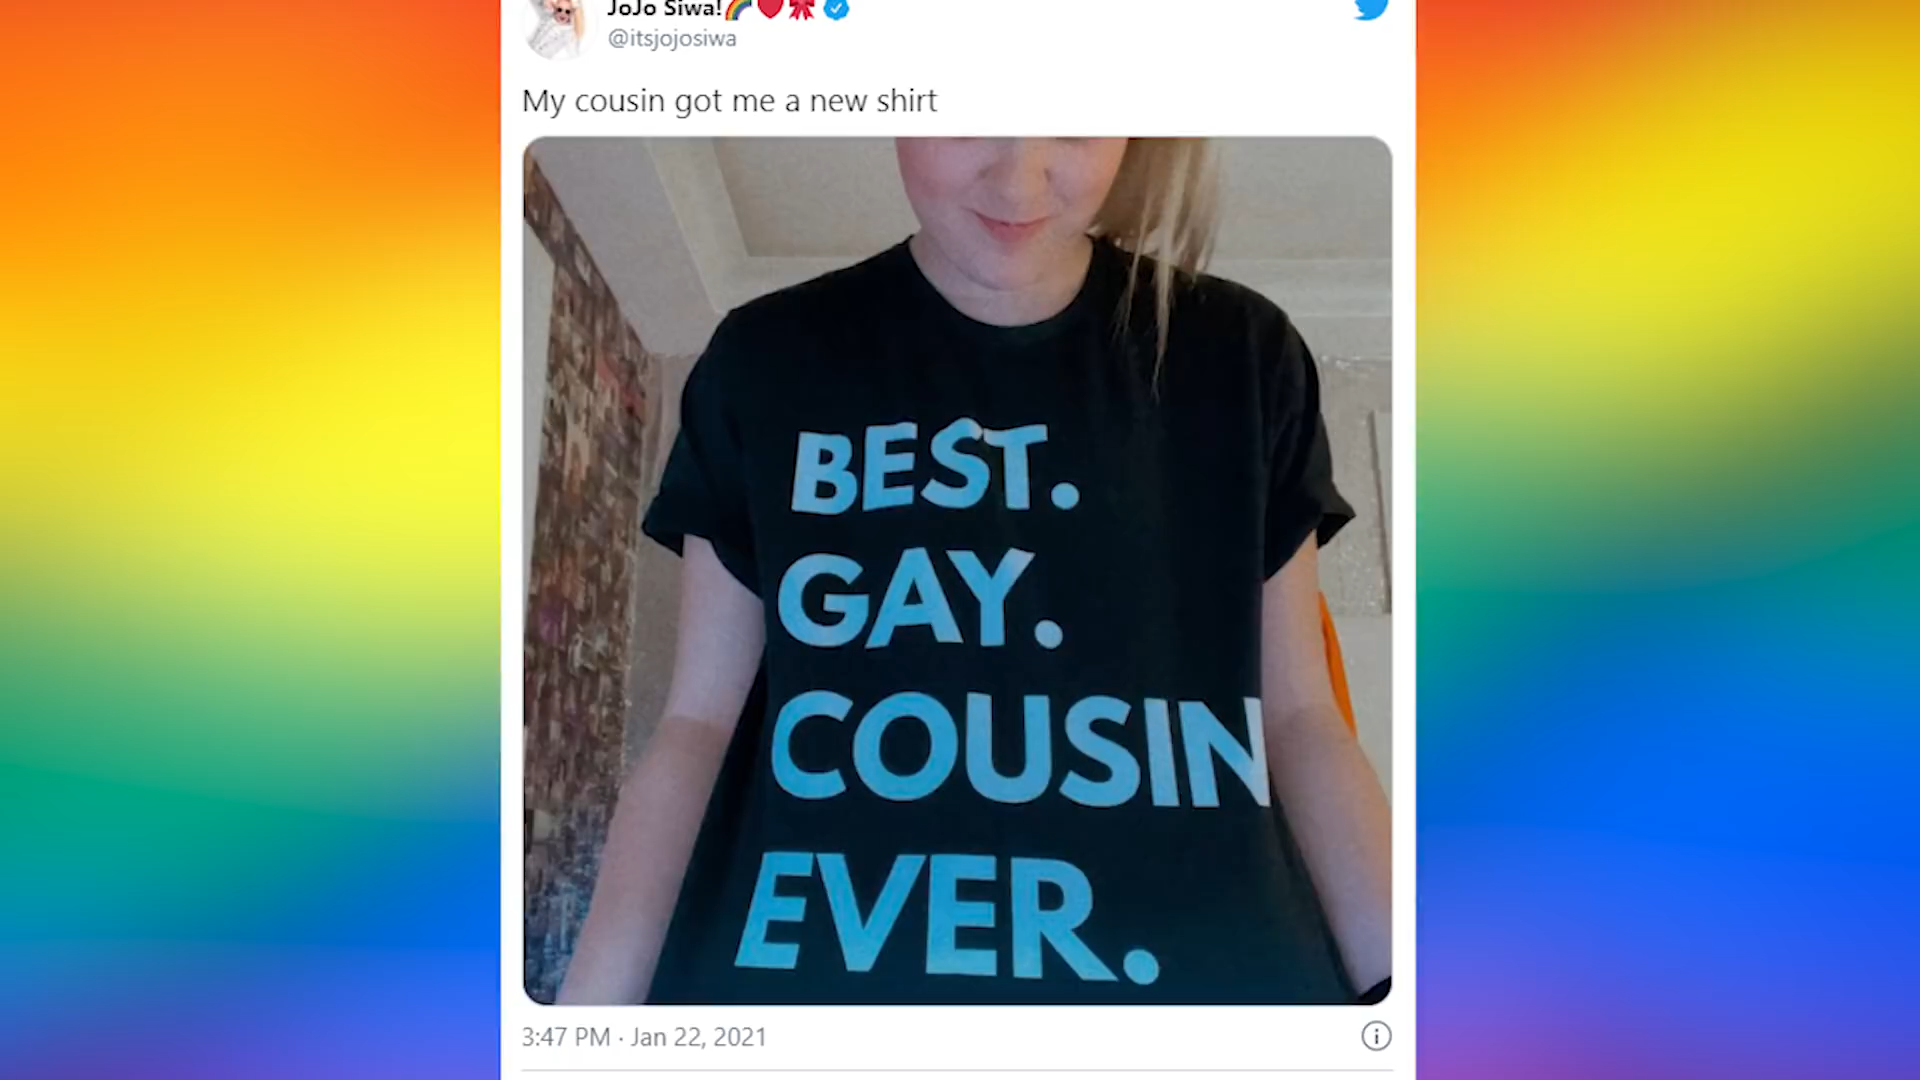 JoJo Siwa!🌈❤️🎀
@itsjojosiwa
My cousin got me a new shirt
BEST.
GAY.
COUSIN
EVER.
3:47 PM · Jan 22, 2021